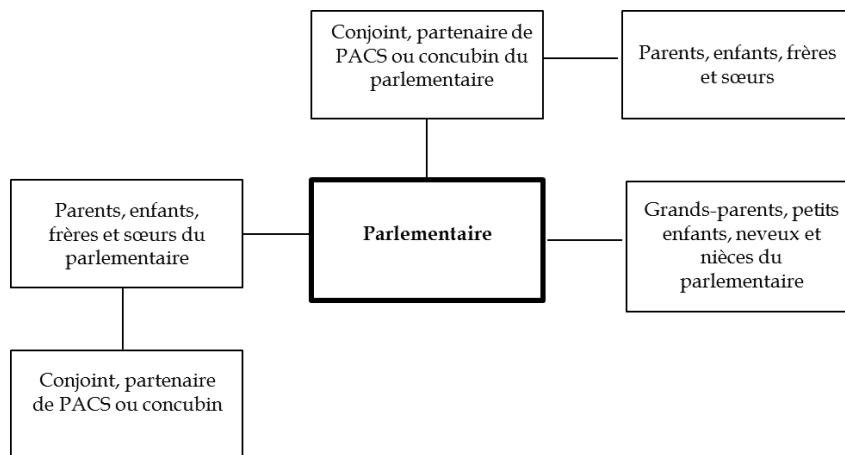 Conjoint, partenaire de
PACS ou concubin du
parlementaire
Parents, enfants, frères
et sœurs
Parents, enfants,
frères et sœurs du
parlementaire
Parlementaire
Grands-parents, petits
enfants, neveux et
nièces du
parlementaire
Conjoint, partenaire
de PACS ou concubin